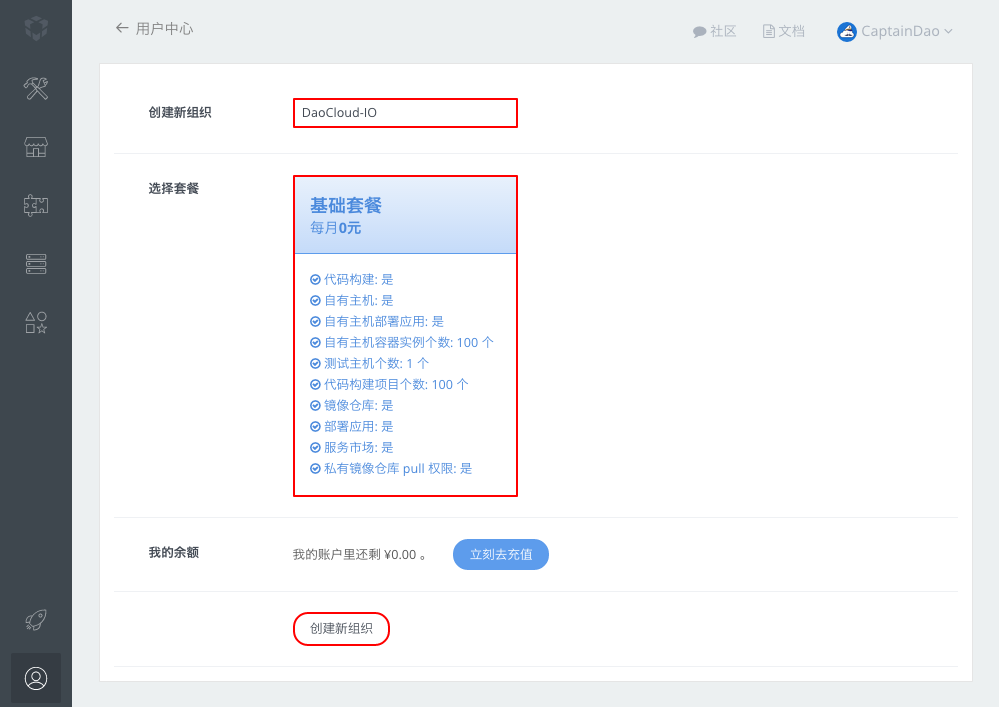 用户中心
社区
文档
CaptainDao
创建新组织
DaoCloud-IO
选择套餐
基础套餐
每月0元
代码构建: 是
自有主机: 是
自有主机部署应用: 是
自有主机容器实例个数: 100 个
测试主机个数: 1 个
代码构建项目个数: 100 个
镜像仓库: 是
部署应用: 是
服务市场: 是
私有镜像仓库 pull 权限: 是
我的余额
我的账户里还剩 ¥0.00 。
立刻去充值
创建新组织